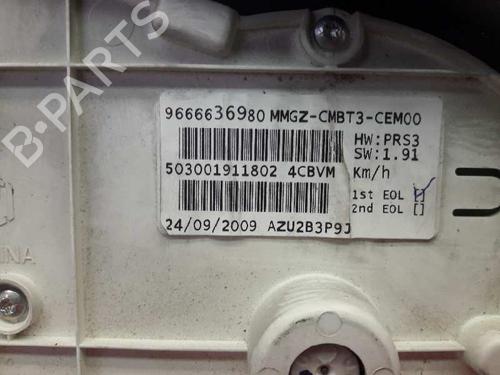 B-PARTS
9666636980 MMGZ-CMBT3-CEM00
HW:PRS3
SW:1.91
503001911802 4CBVM
Km/h
1st EOL [✓]
2nd EOL []
24/09/2009 AZU2B3P9J